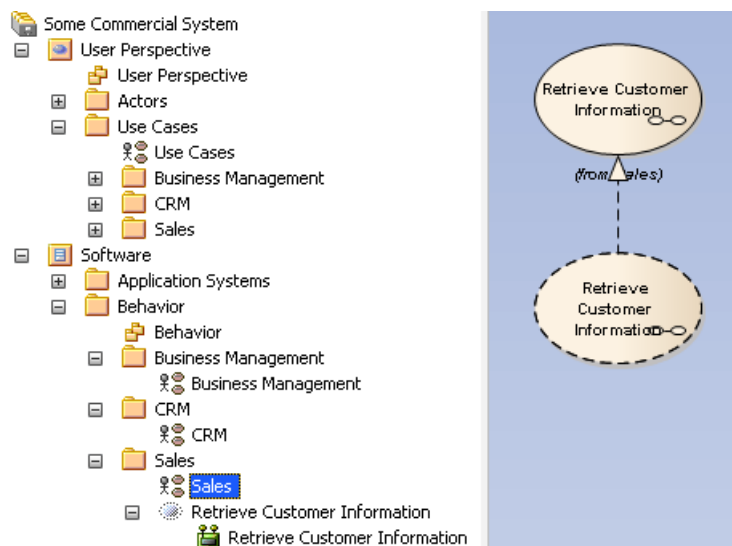 Some Commercial System
User Perspective
User Perspective
Actors
Use Cases
Use Cases
Business Management
CRM
Sales
Software
Application Systems
Behavior
Behavior
Business Management
Business Management
CRM
CRM
Sales
Sales
Retrieve Customer Information
Retrieve Customer Information
Retrieve Customer
Information
(from Sales)
Retrieve
Customer
Information